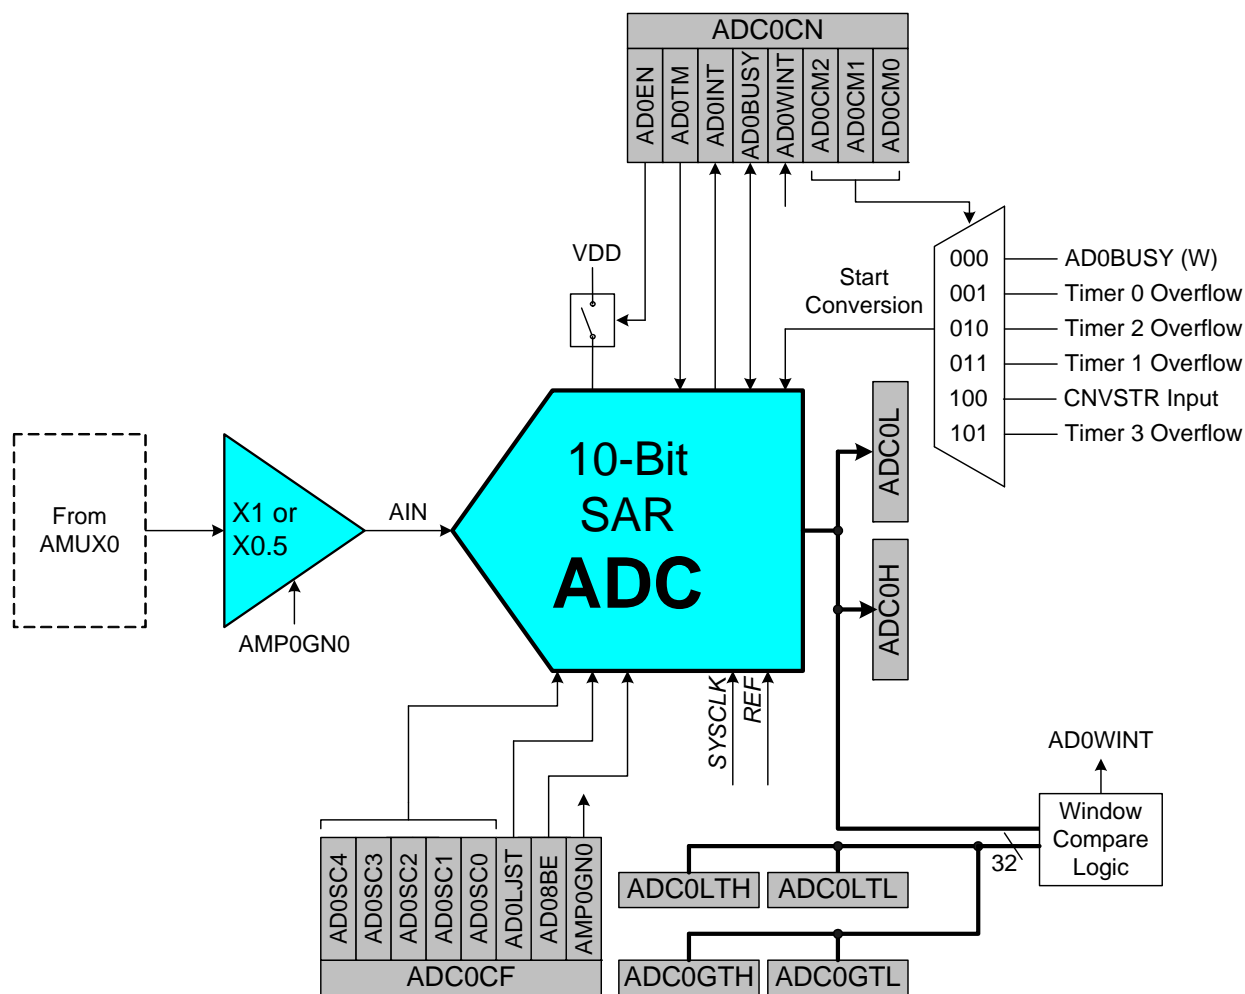 ADC0CN
AD0EN
AD0TM
AD0INT
AD0BUSY
AD0WINT
AD0CM2
AD0CM1
AD0CM0
VDD
Start
Conversion
000
001
010
011
100
101
AD0BUSY (W)
Timer 0 Overflow
Timer 2 Overflow
Timer 1 Overflow
CNVSTR Input
Timer 3 Overflow
From
AMUX0
X1 or
X0.5
AIN
AMP0GN0
10-Bit
SAR
ADC
ADC0L
ADC0H
SYSCLK
REF
AD0WINT
Window
Compare
Logic
32
AD0SC4
AD0SC3
AD0SC2
AD0SC1
AD0SC0
AD0LJST
AD08BE
AMP0GN0
ADC0CF
ADC0LTH
ADC0LTL
ADC0GTH
ADC0GTL